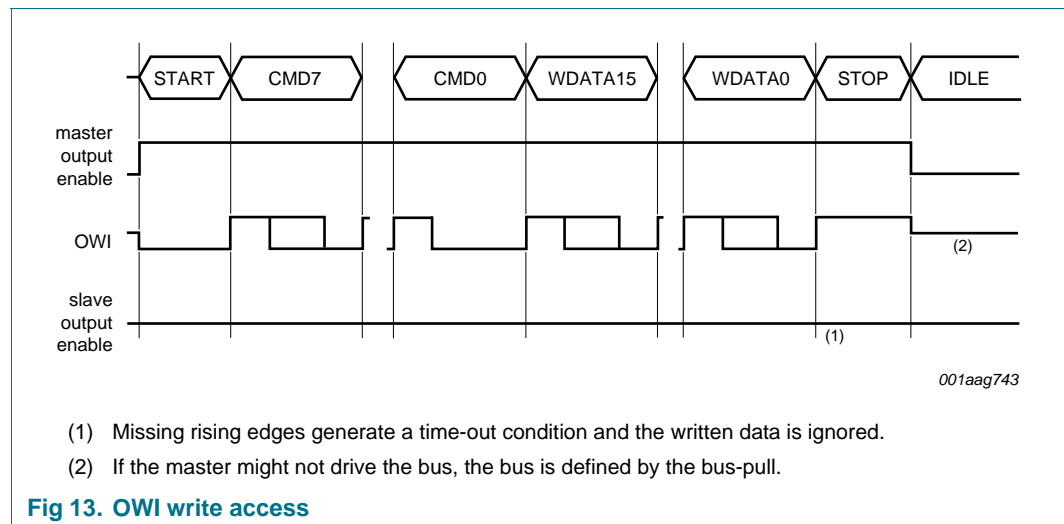 START CMD7 CMD0 WDATA15 WDATA0 STOP IDLE
master
output
enable
OWI
(2)
slave
output
enable
(1)
001aag743
(1) Missing rising edges generate a time-out condition and the written data is ignored.
(2) If the master might not drive the bus, the bus is defined by the bus-pull.
Fig 13. OWI write access